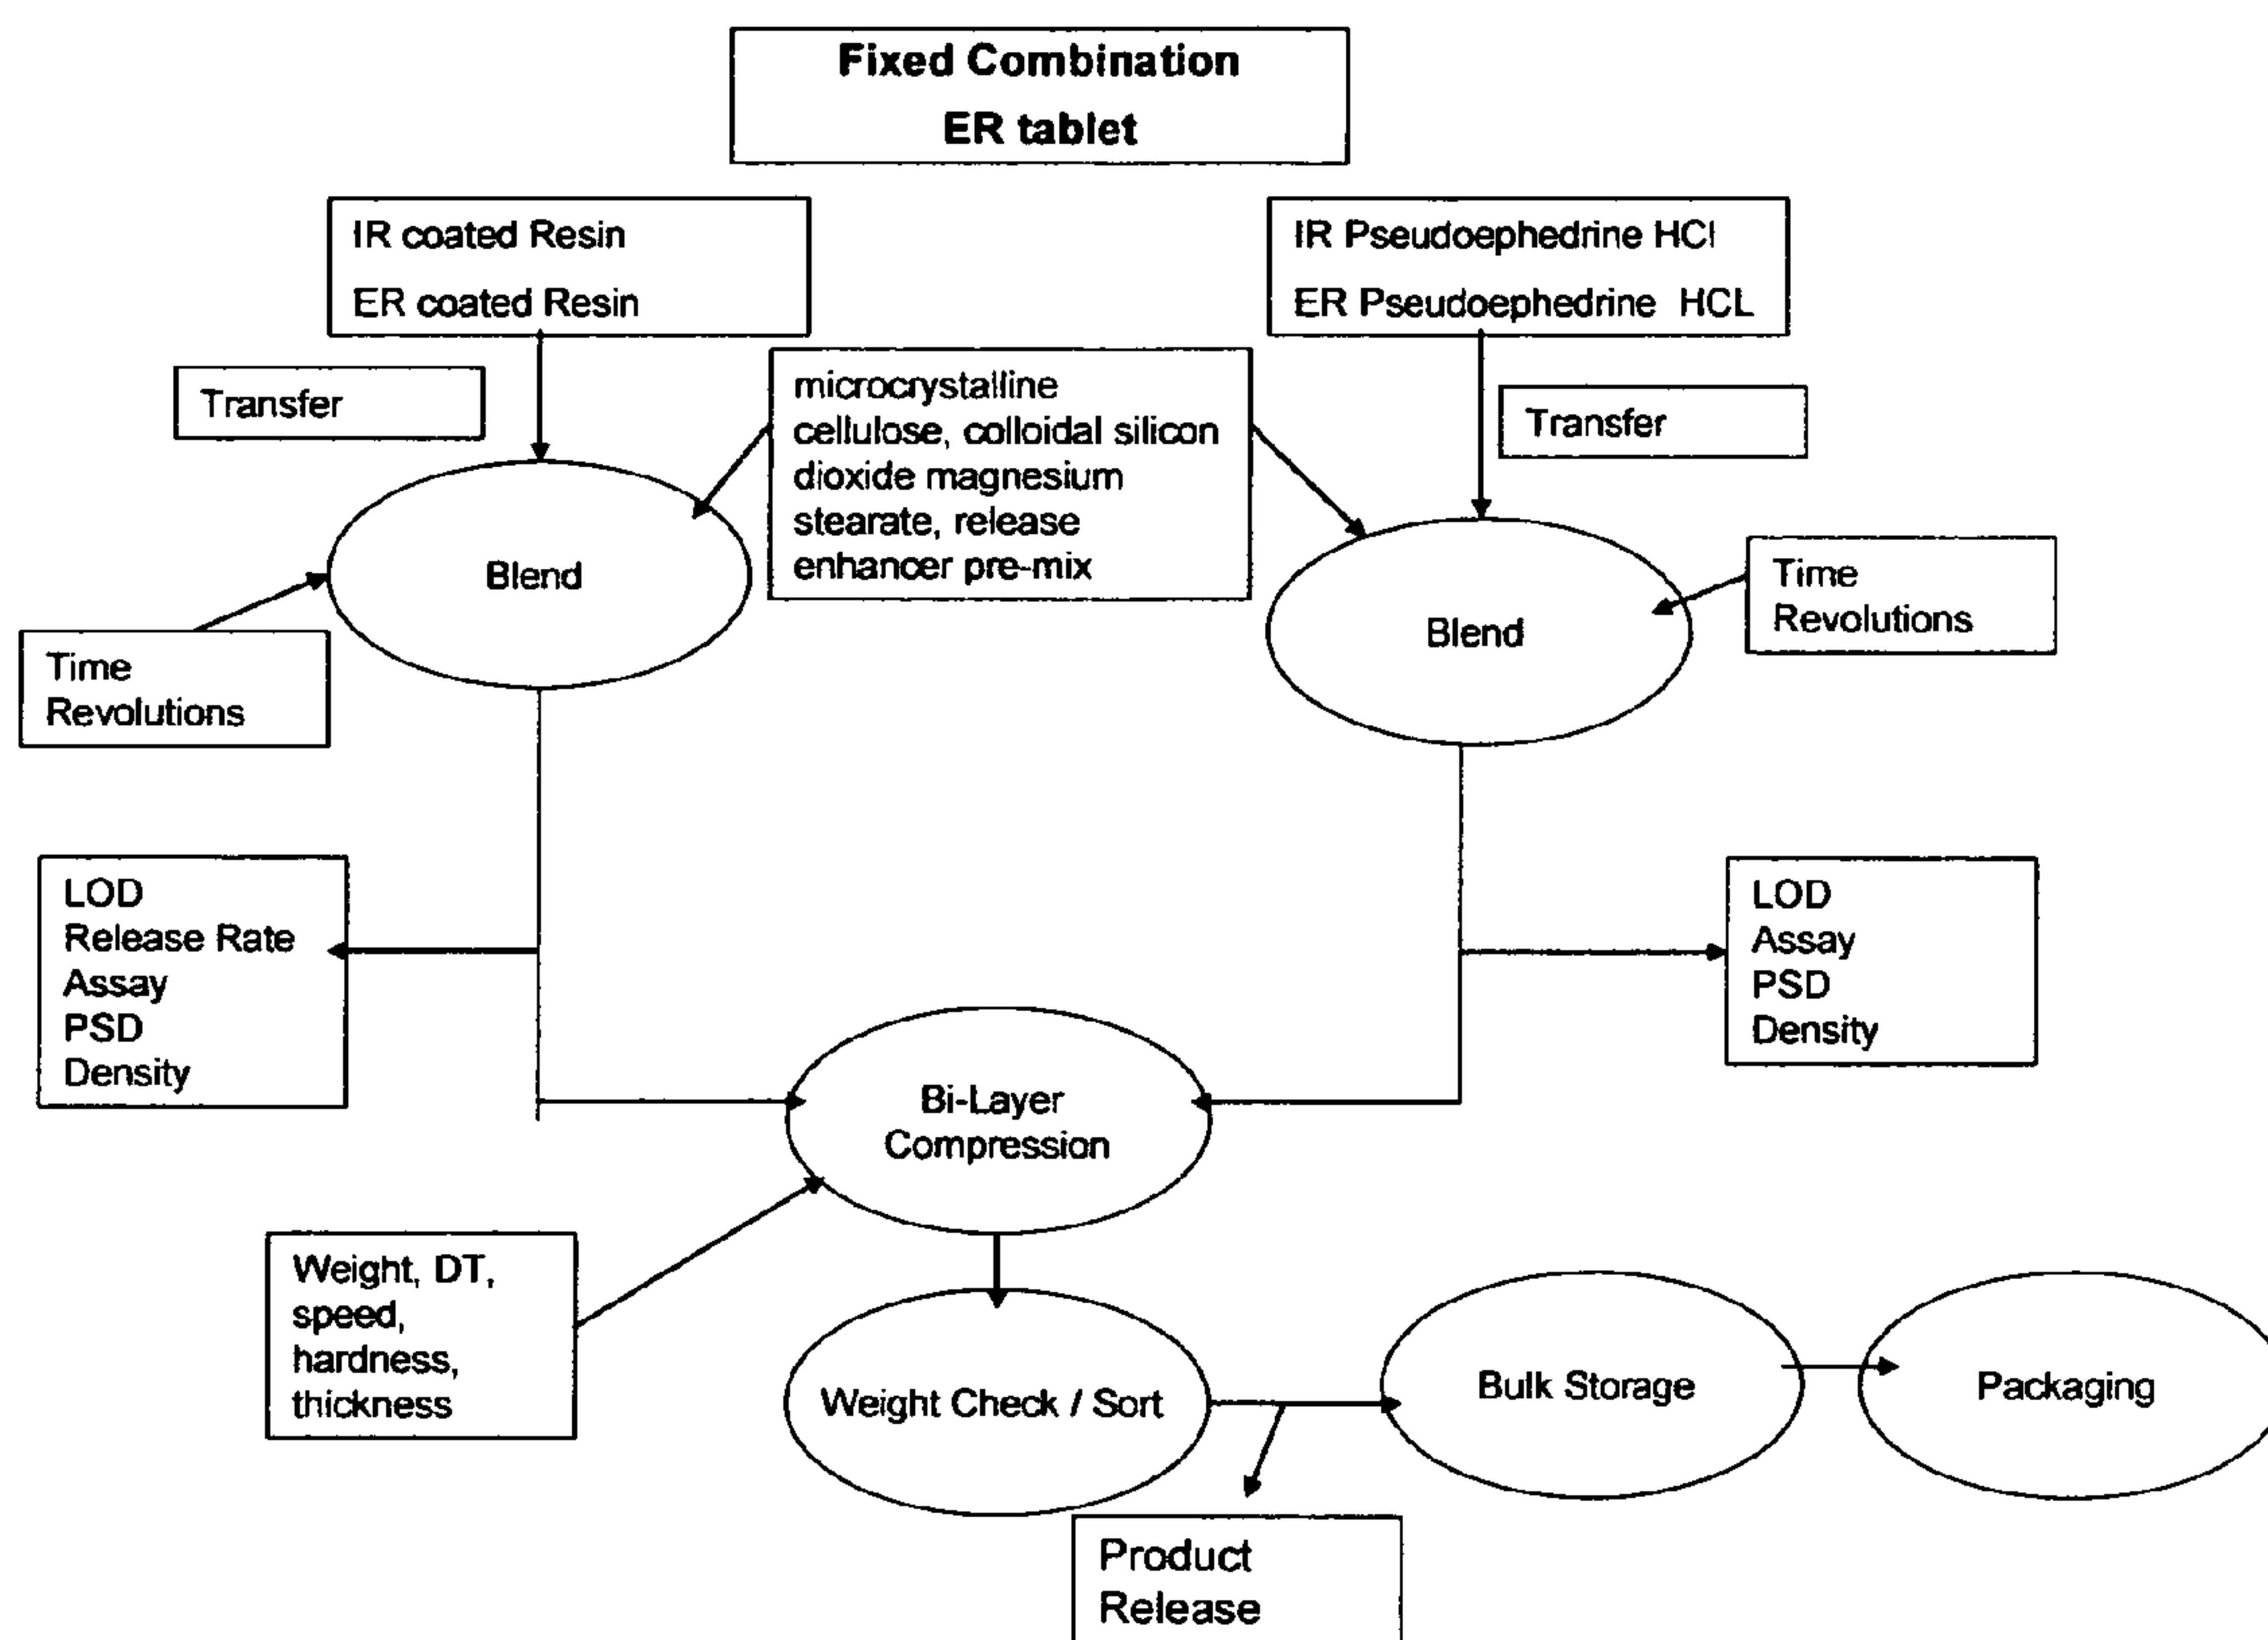 Fixed Combination
ER tablet
IR coated Resin
ER coated Resin
IR Pseudoephedrine HCl
ER Pseudoephedrine HCL
Transfer
microcrystalline
cellulose, colloidal silicon
dioxide magnesium
stearate, release
enhancer pre-mix
Transfer
Blend
Time
Revolutions
Blend
Time
Revolutions
LOD
Release Rate
Assay
PSD
Density
LOD
Assay
PSD
Density
Bi-Layer
Compression
Weight, DT,
speed,
hardness,
thickness
Weight Check / Sort
Bulk Storage
Packaging
Product
Release